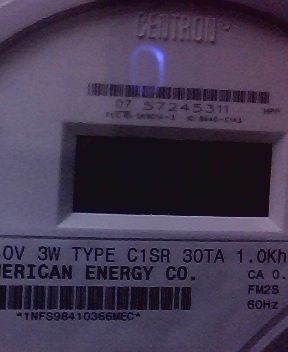 CENTRON
07 57245311
0V 3W TYPE C1SR 30TA 1.0Kh
ERICAN ENERGY CO.
CA 0.
FM2S
60Hz
*1NFS98410366MEC*